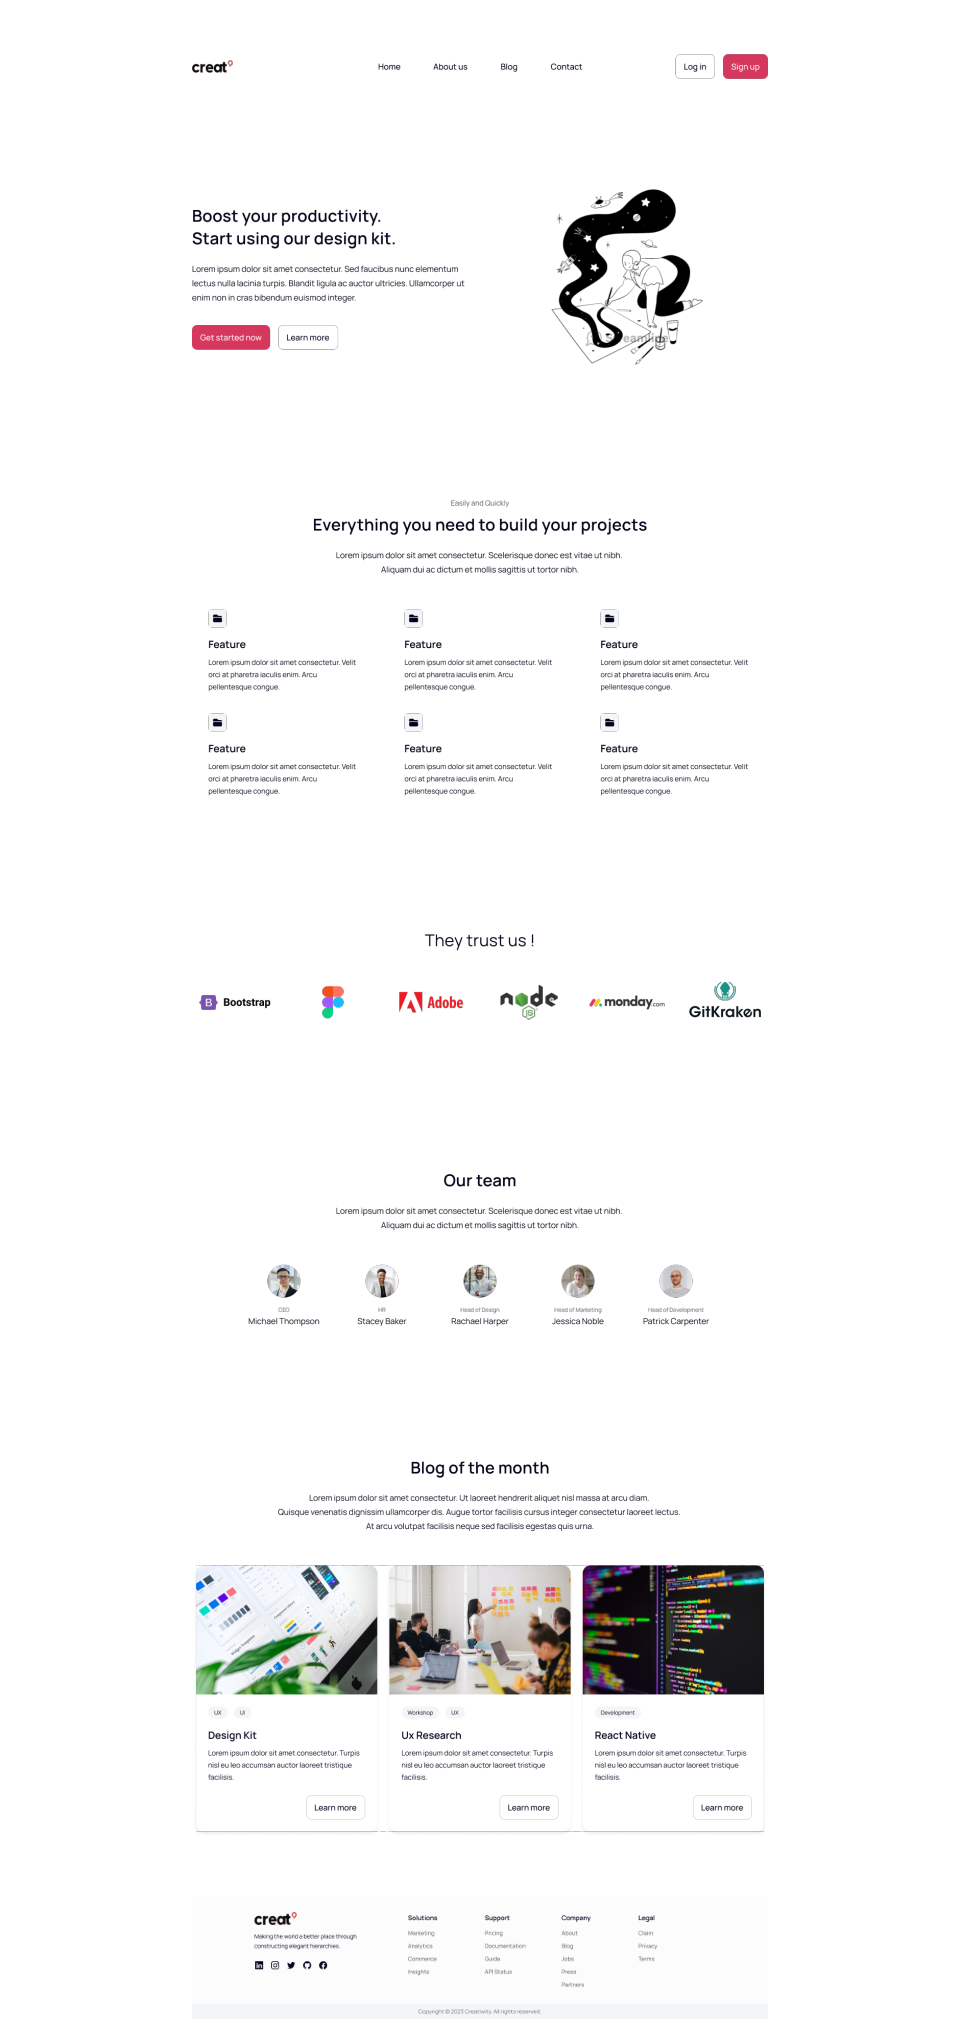 creat
Home
About us
Blog
Contact
Log in
Sign up
Boost your productivity.
Start using our design kit.
Lorem ipsum dolor sit amet consectetur. Sed faucibus nunc elementum
lectus nulla lacinia turpis. Blandit ligula ac auctor ultricies. Ullamcorper ut
enim non in cras bibendum euismod integer.
Get started now
Learn more
Easily and Quickly
Everything you need to build your projects
Lorem ipsum dolor sit amet consectetur. Scelerisque donec est vitae ut nibh.
Aliquam dui ac dictum et mollis sagittis ut tortor nibh.
Feature
Lorem ipsum dolor sit amet consectetur. Velit
orci at pharetra iaculis enim. Arcu
pellentesque congue.
Feature
Lorem ipsum dolor sit amet consectetur. Velit
orci at pharetra iaculis enim. Arcu
pellentesque congue.
Feature
Lorem ipsum dolor sit amet consectetur. Velit
orci at pharetra iaculis enim. Arcu
pellentesque congue.
Feature
Lorem ipsum dolor sit amet consectetur. Velit
orci at pharetra iaculis enim. Arcu
pellentesque congue.
Feature
Lorem ipsum dolor sit amet consectetur. Velit
orci at pharetra iaculis enim. Arcu
pellentesque congue.
Feature
Lorem ipsum dolor sit amet consectetur. Velit
orci at pharetra iaculis enim. Arcu
pellentesque congue.
They trust us !
B Bootstrap
Adobe
node
JS
monday.com
GitKraken
Our team
Lorem ipsum dolor sit amet consectetur. Scelerisque donec est vitae ut nibh.
Aliquam dui ac dictum et mollis sagittis ut tortor nibh.
CEO
Michael Thompson
HR
Stacey Baker
Head of Design
Rachael Harper
Head of Marketing
Jessica Noble
Head of Development
Patrick Carpenter
Blog of the month
Lorem ipsum dolor sit amet consectetur. Ut laoreet hendrerit aliquet nisl massa at arcu diam.
Quisque venenatis dignissim ullamcorper dis. Augue tortor facilisis cursus integer consectetur laoreet lectus.
At arcu volutpat facilisis neque sed facilisis egestas quis urna.
UX
UI
Design Kit
Lorem ipsum dolor sit amet consectetur. Turpis
nisl eu leo accumsan auctor laoreet tristique
facilisis.
Learn more
Workshop
UX
Ux Research
Lorem ipsum dolor sit amet consectetur. Turpis
nisl eu leo accumsan auctor laoreet tristique
facilisis.
Learn more
Development
React Native
Lorem ipsum dolor sit amet consectetur. Turpis
nisl eu leo accumsan auctor laoreet tristique
facilisis.
Learn more
creat
Making the world a better place through
constructing elegant hierarchies.
Solutions
Marketing
Analytics
Commerce
Insights
Support
Pricing
Documentation
Guide
API Status
Company
About
Blog
Jobs
Press
Partners
Legal
Claim
Privacy
Terms
Copyright © 2023 Creativity. All rights reserved.